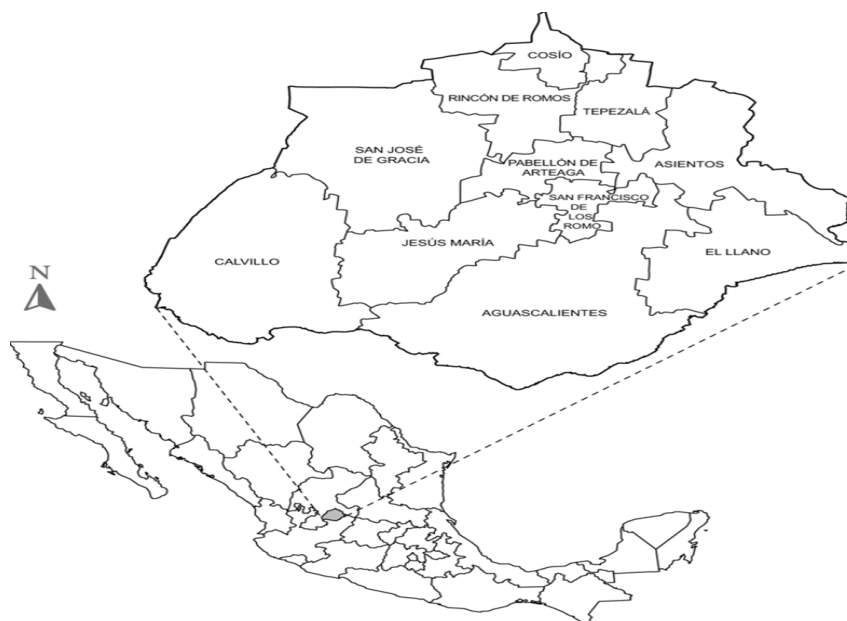 COSÍO
RINCÓN DE ROMOS
TEPEZALÁ
SAN JOSÉ
DE GRACIA
PABELLÓN DE
ARTEAGA
ASIENTOS
SAN FRANCISCO
DE
LOS
ROMO
JESÚS MARÍA
EL LLANO
CALVILLO
N
AGUASCALIENTES